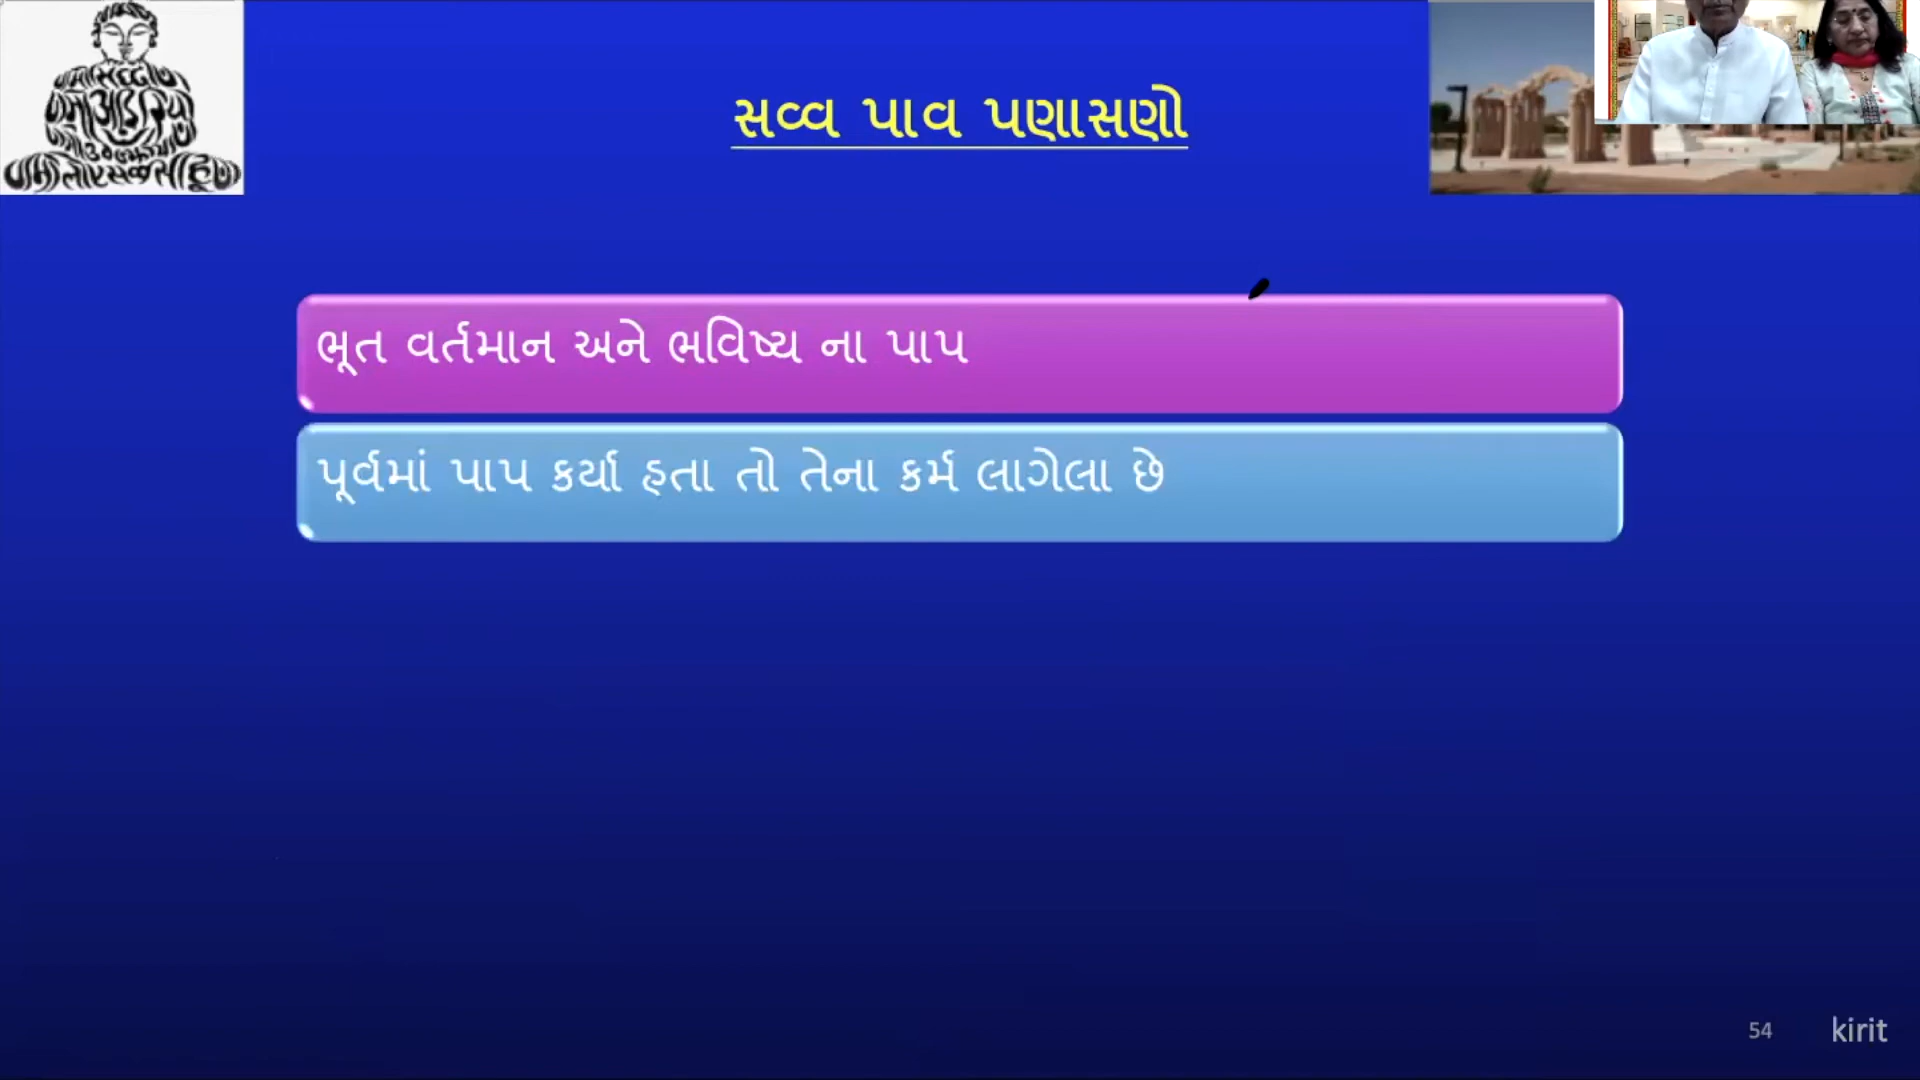 સવ્વ પાવ પણાસણો
ભૂત વર્તમાન અને ભવિષ્ય ના પાપ
પૂર્વમાં પાપ કર્યા હતા તો તેના કર્મ લાગેલા છે
54
kirit